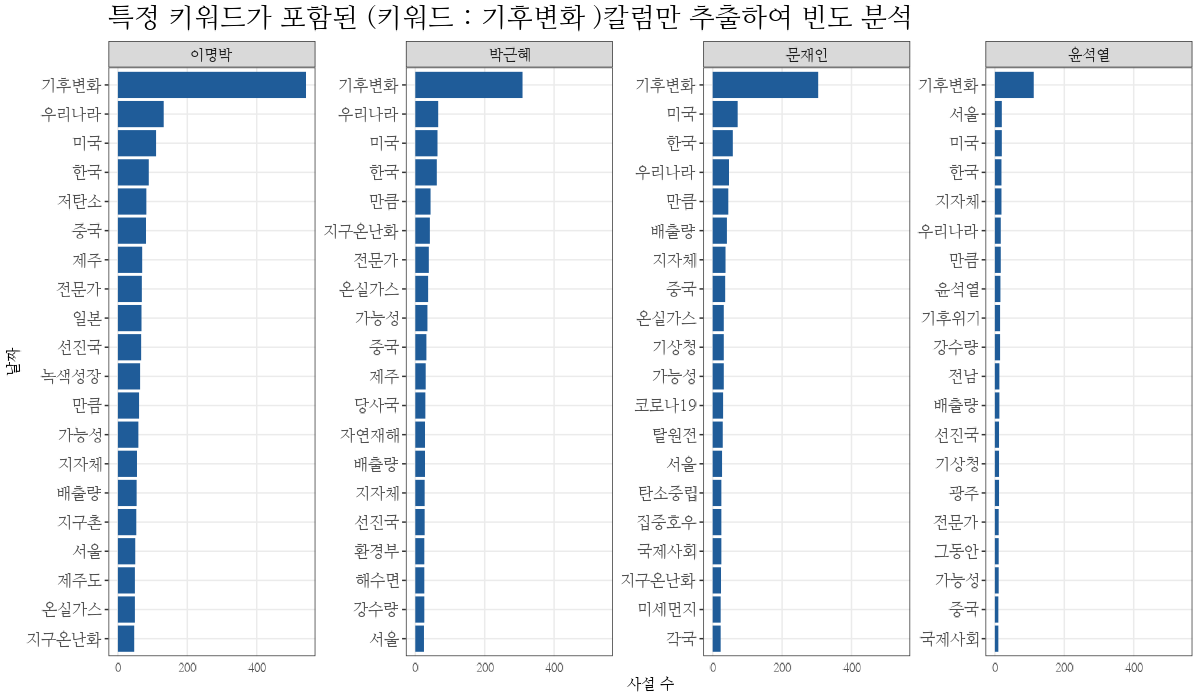 특정 키워드가 포함된 (키워드 : 기후변화 )칼럼만 추출하여 빈도 분석
이명박
기후변화
우리나라
미국
한국
저탄소
중국
제주
전문가
일본
선진국
녹색성장
만큼
가능성
지자체
배출량
지구촌
서울
제주도
온실가스
지구온난화
0 200 400
박근혜
기후변화
우리나라
미국
한국
만큼
지구온난화
전문가
온실가스
가능성
중국
제주
당사국
자연재해
배출량
지자체
선진국
환경부
해수면
강수량
서울
0 200 400
문재인
기후변화
미국
한국
우리나라
만큼
배출량
지자체
중국
온실가스
기상청
가능성
코로나19
탈원전
서울
탄소중립
집중호우
국제사회
지구온난화
미세먼지
각국
0 200 400
윤석열
기후변화
서울
미국
한국
지자체
우리나라
만큼
윤석열
기후위기
강수량
전남
배출량
선진국
기상청
광주
전문가
그동안
가능성
중국
국제사회
0 200 400
날짜
사설 수